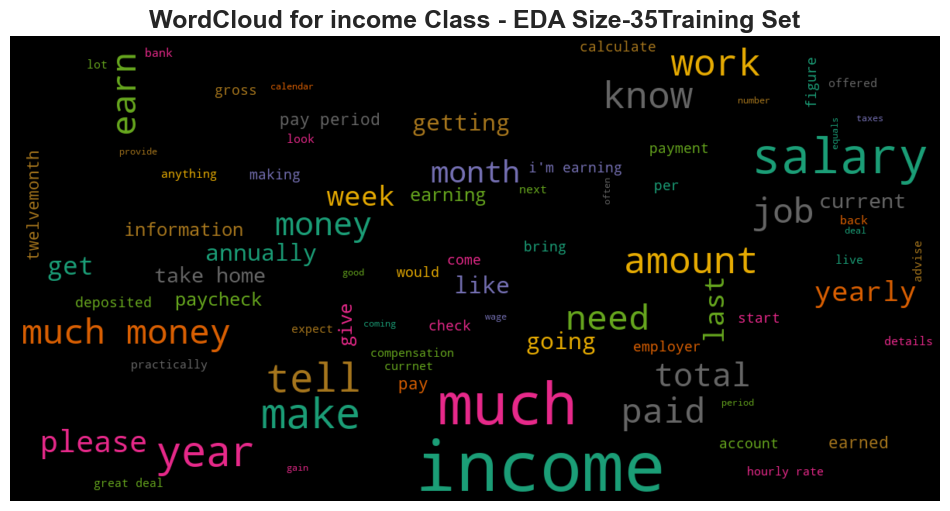 WordCloud for income Class - EDA Size-35Training Set
calculate
bank
lot
earn
work
figure
gross
calendar
know
number
offered
pay period
getting
equals
taxes
look
provide
payment
salary
twelvemonth
anything
making
month
i'm earning
week
earning
next
often
per
job
current
money
back
deal
information
annually
bring
get
take home
good
would
come
amount
live
advise
like
yearly
deposited
paycheck
much money
expect
give
coming
check
wage
need
last
start
going
employer
details
practically
compensation
currnet
tell
pay
total
make
much
paid
period
please
year
account
earned
gain
income
hourly rate
great deal